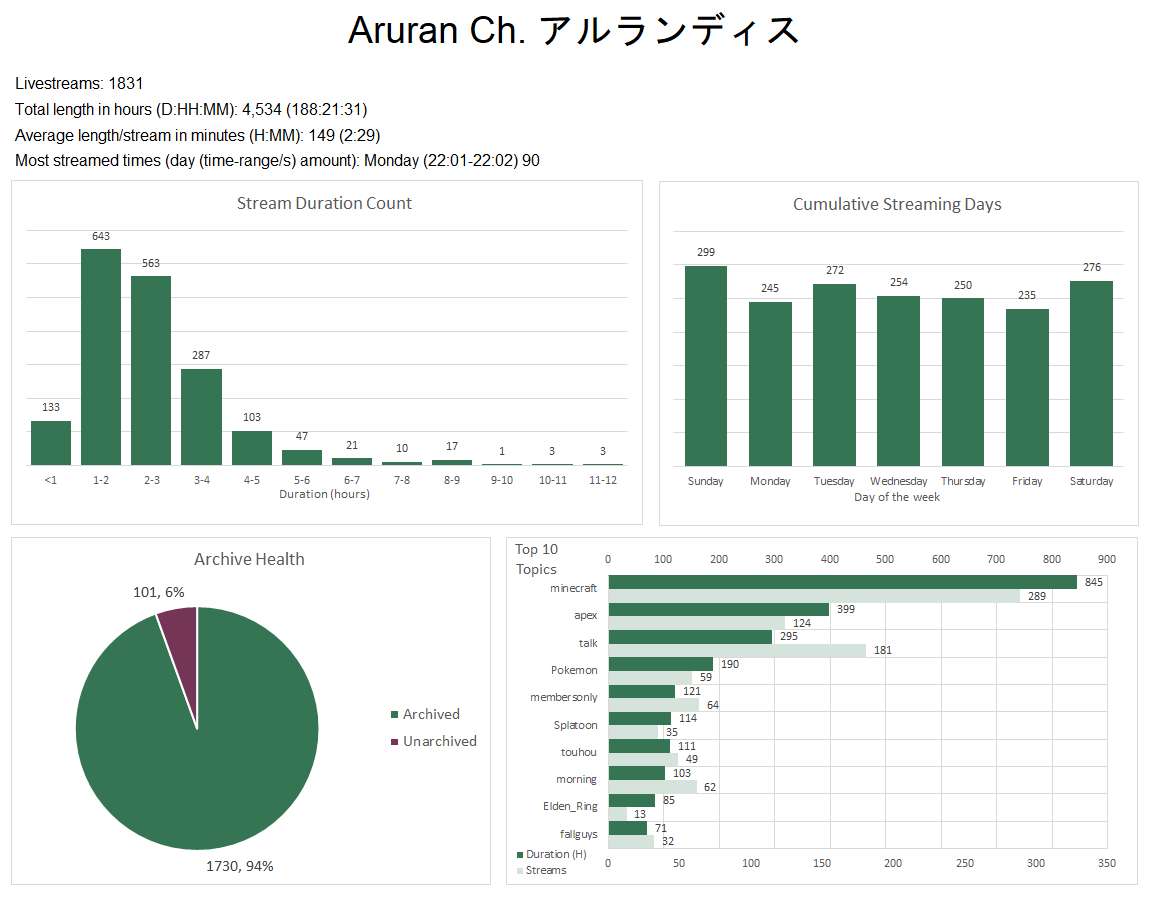 Aruran Ch. アルランディス
Livestreams: 1831
Total length in hours (D:HH:MM): 4,534 (188:21:31)
Average length/stream in minutes (H:MM): 149 (2:29)
Most streamed times (day (time-range/s) amount): Monday (22:01-22:02) 90
Stream Duration Count
643
563
287
133
103
47
21
10
17
1
3
3
<1 1-2 2-3 3-4 4-5 5-6 6-7 7-8 8-9 9-10 10-11 11-12
Duration (hours)
Cumulative Streaming Days
299
245
272
254
250
235
276
Sunday Monday Tuesday Wednesday Thursday Friday Saturday
Day of the week
Archive Health
101, 6%
Archived
Unarchived
1730, 94%
Top 10
Topics
0 100 200 300 400 500 600 700 800 900
minecraft 845
289
apex 399
124
talk 295
181
Pokemon 190
59
membersonly 121
64
Splatoon 114
35
touhou 111
49
morning 103
62
Elden_Ring 85
13
fallguys 71
32
Duration (H)
Streams
0 50 100 150 200 250 300 350